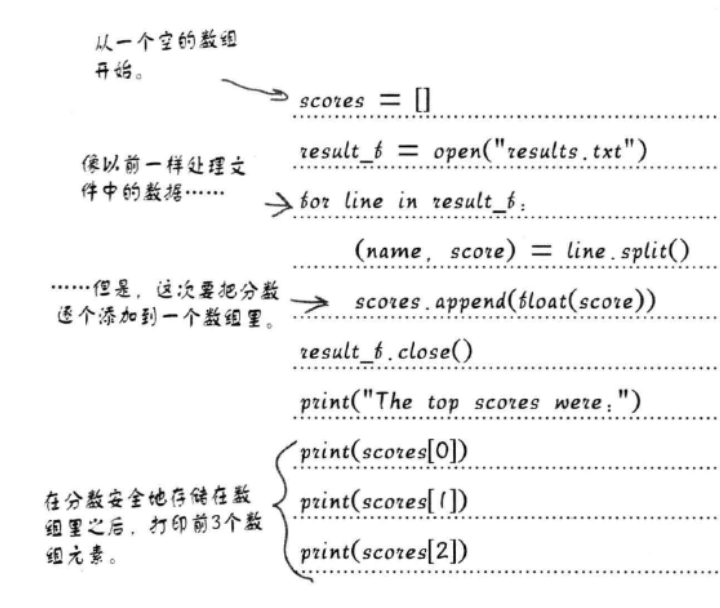 从一个空的数组
开始。
scores = []
result_f = open("results.txt")
像以前一样处理文
件中的数据……
for line in result_f:
(name, score) = line.split()
……但是，这次要把分数
逐个添加到一个数组里。
scores.append(float(score))
result_f.close()
print("The top scores were:")
print(scores[0])
在分数安全地存储在数
组里之后，打印前3个数
组元素。
print(scores[1])
print(scores[2])